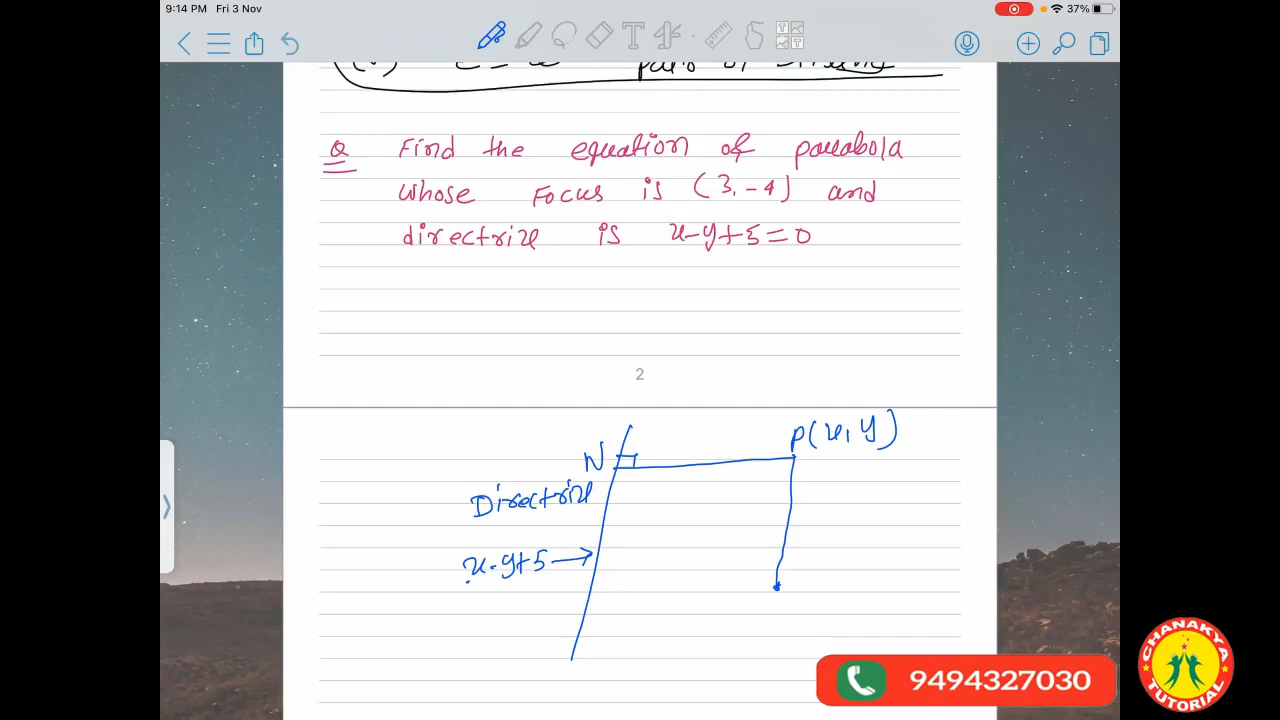 9:14 PM Fri 3 Nov
37%
Q Find the equation of parabola
whose Focus is (3, -4) and
directrix is x-y+5=0
2
P(x, y)
N
Directrix
x-y+5
9494327030
CHANAKYA
TUTORIAL